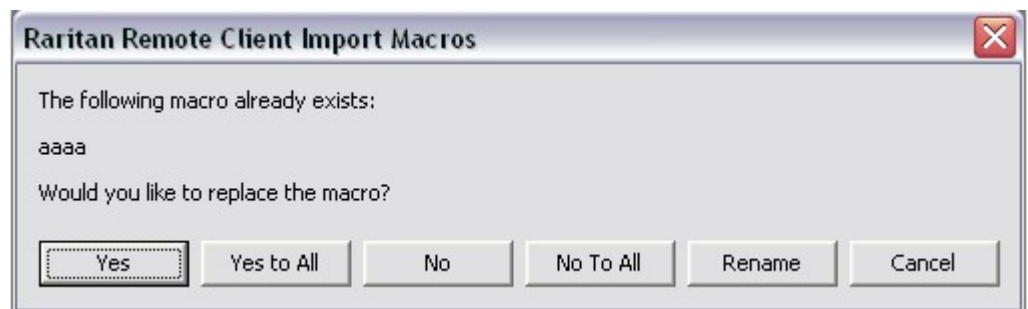 Raritan Remote Client Import Macros
The following macro already exists:
aaaa
Would you like to replace the macro?
Yes Yes to All No No To All Rename Cancel